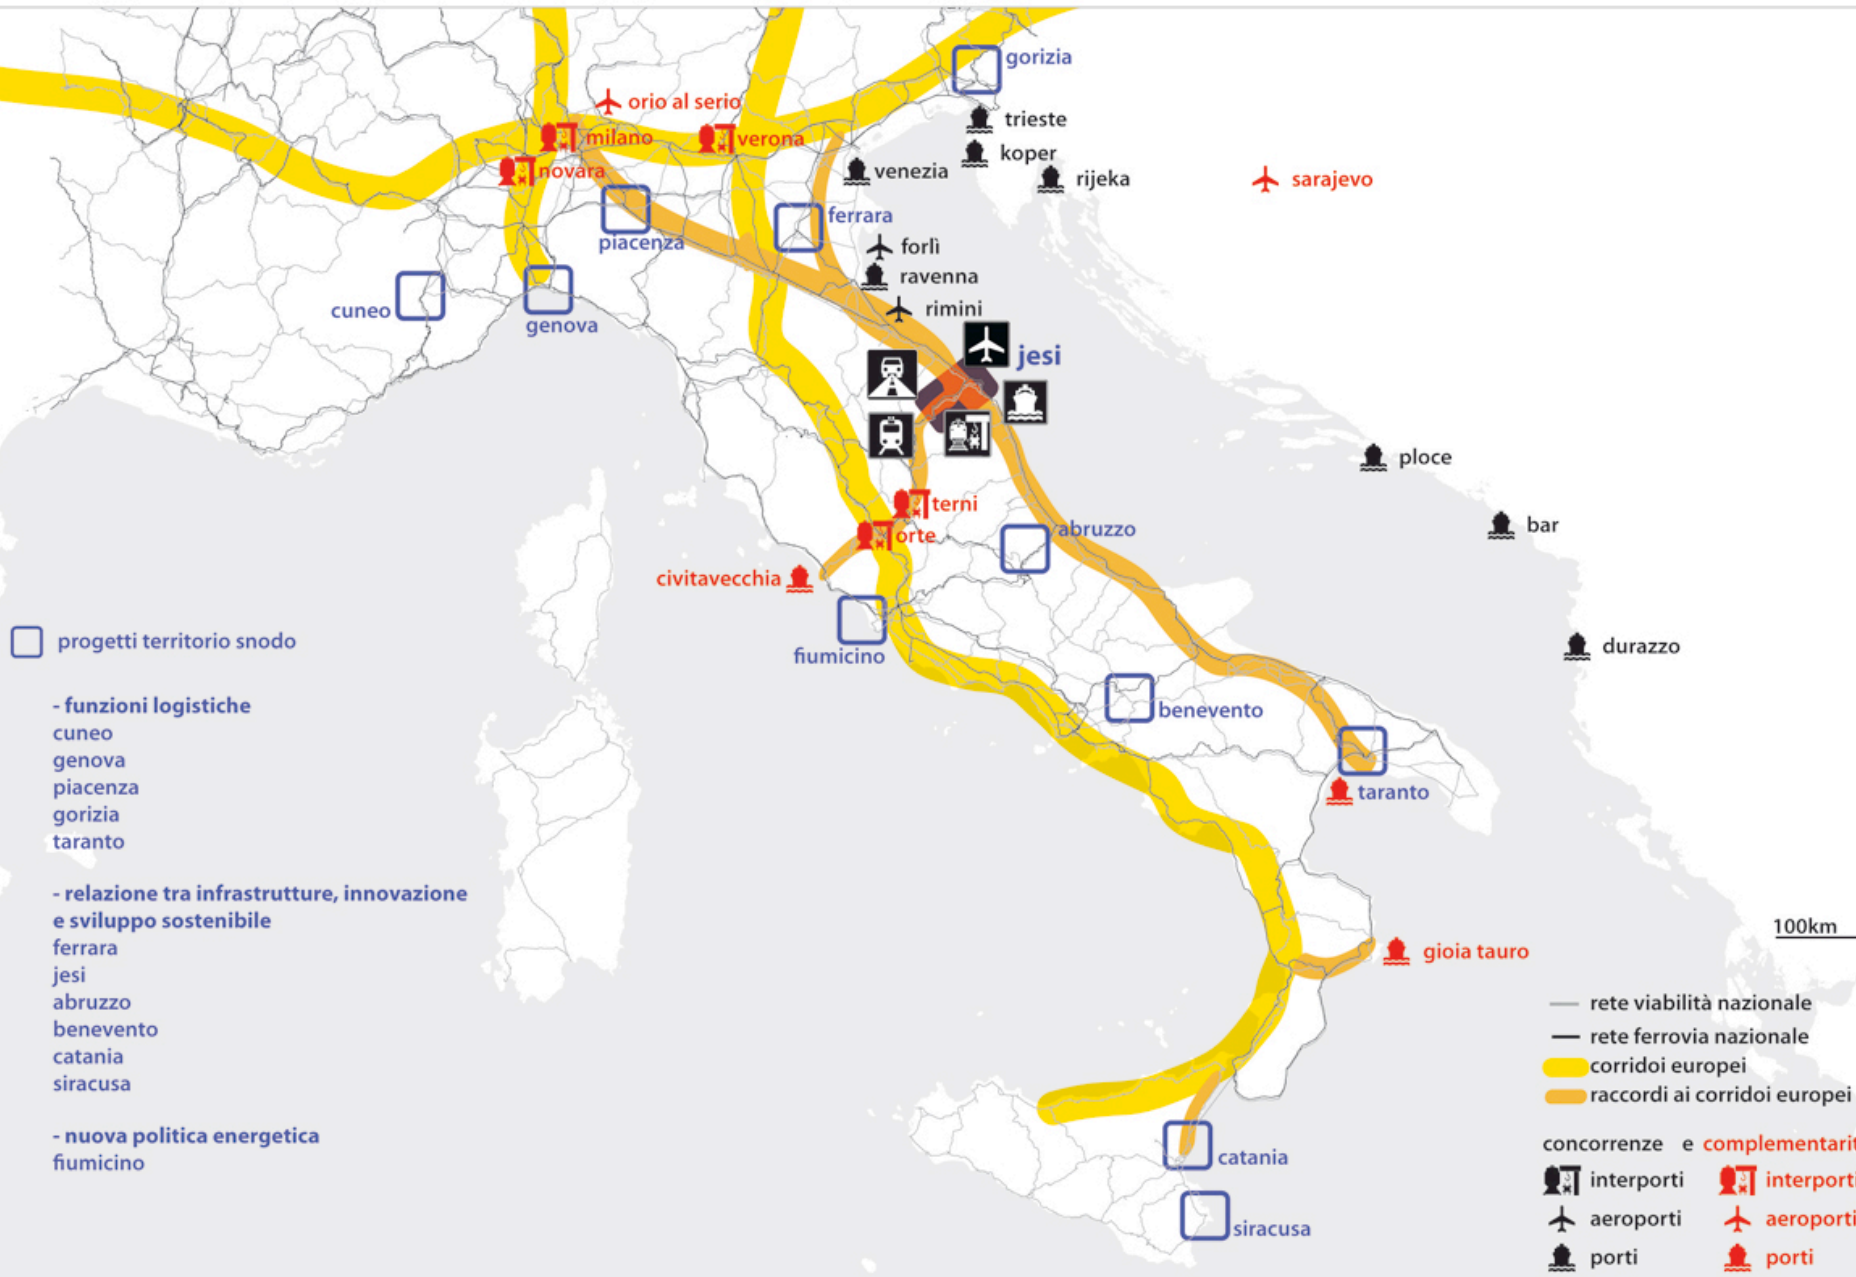 gorizia
orio al serio
trieste
milano
verona
koper
novara
venezia
rijeka
sarajevo
ferrara
piacenza
forlì
ravenna
cuneo
rimini
genova
jesi
ploce
terni
bar
abruzzo
orte
civitavecchia
fiumicino
durazzo
benevento
taranto
gioia tauro
catania
siracusa
progetti territorio snodo
- funzioni logistiche
cuneo
genova
piacenza
gorizia
taranto
- relazione tra infrastrutture, innovazione
e sviluppo sostenibile
ferrara
jesi
abruzzo
benevento
catania
siracusa
- nuova politica energetica
fiumicino
100km
rete viabilità nazionale
rete ferrovia nazionale
corridoi europei
raccordi ai corridoi europei
concorrenze e complementarit
interporti interporti
aeroporti aeroporti
porti porti